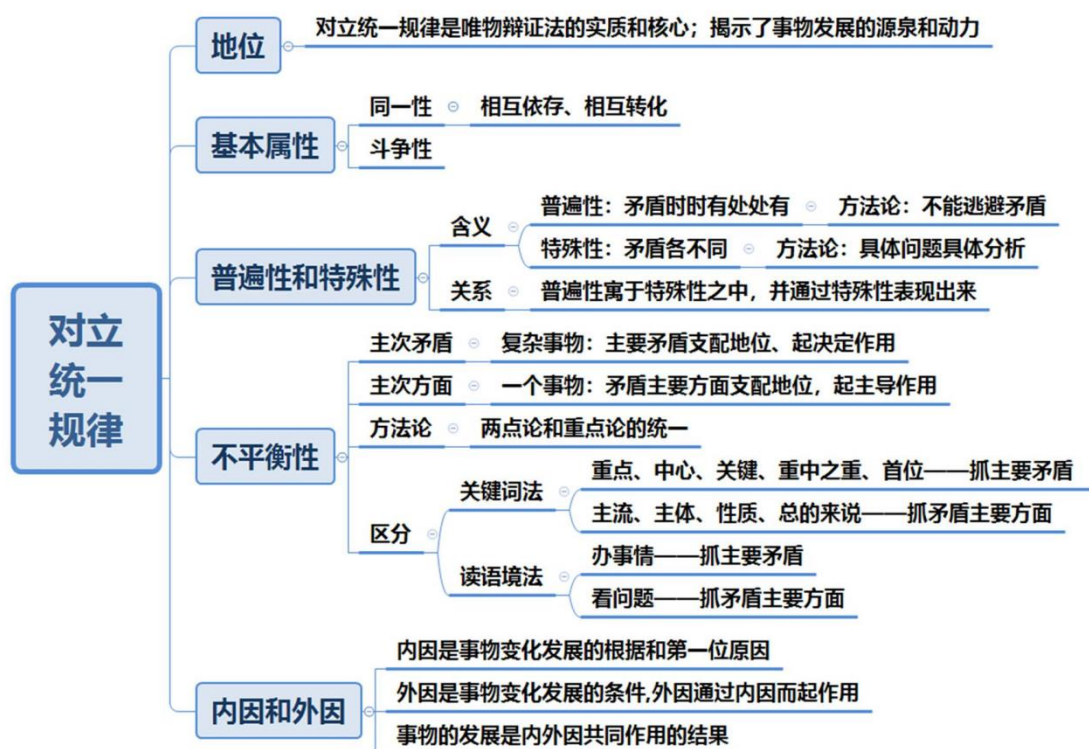 对立
统一
规律
地位
对立统一规律是唯物辩证法的实质和核心；揭示了事物发展的源泉和动力
基本属性
同一性
相互依存、相互转化
斗争性
普遍性和特殊性
含义
普遍性：矛盾时时有处处有
方法论：不能逃避矛盾
特殊性：矛盾各不同
方法论：具体问题具体分析
关系
普遍性寓于特殊性之中，并通过特殊性表现出来
不平衡性
主次矛盾
复杂事物：主要矛盾支配地位、起决定作用
主次方面
一个事物：矛盾主要方面支配地位，起主导作用
方法论
两点论和重点论的统一
区分
关键词法
重点、中心、关键、重中之重、首位——抓主要矛盾
主流、主体、性质、总的来说——抓矛盾主要方面
读语境法
办事情——抓主要矛盾
看问题——抓矛盾主要方面
内因和外因
内因是事物变化发展的根据和第一位原因
外因是事物变化发展的条件,外因通过内因而起作用
事物的发展是内外因共同作用的结果